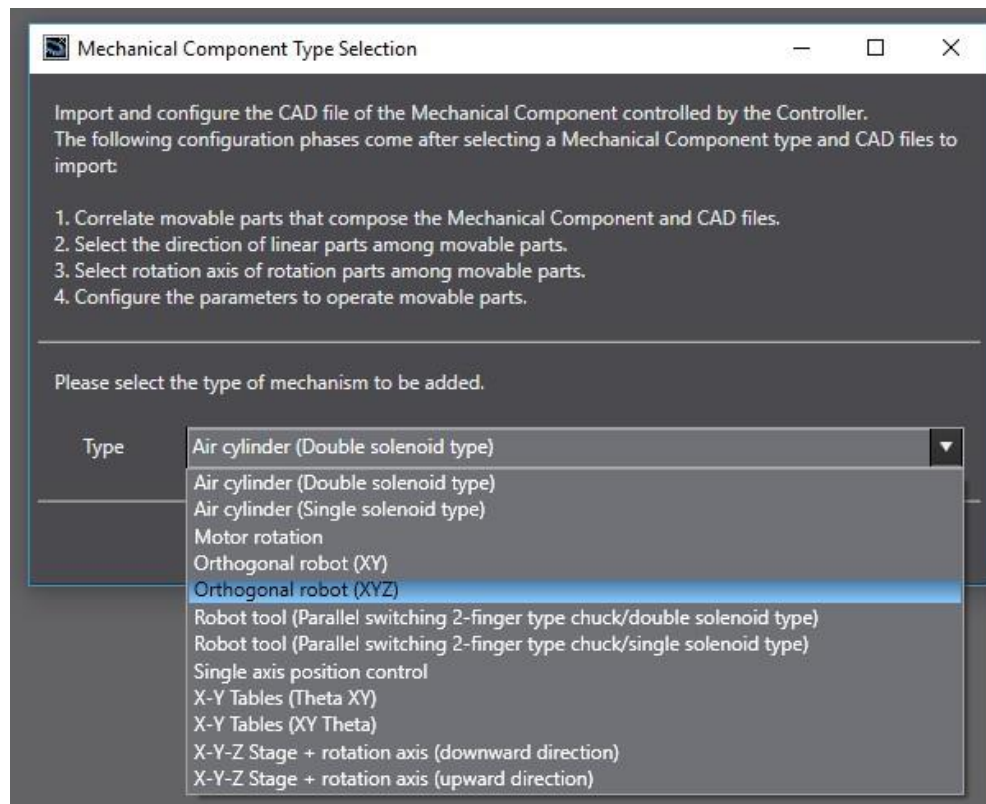 Mechanical Component Type Selection
Import and configure the CAD file of the Mechanical Component controlled by the Controller.
The following configuration phases come after selecting a Mechanical Component type and CAD files to
import:
1. Correlate movable parts that compose the Mechanical Component and CAD files.
2. Select the direction of linear parts among movable parts.
3. Select rotation axis of rotation parts among movable parts.
4. Configure the parameters to operate movable parts.
Please select the type of mechanism to be added.
Type
Air cylinder (Double solenoid type)
Air cylinder (Double solenoid type)
Air cylinder (Single solenoid type)
Motor rotation
Orthogonal robot (XY)
Orthogonal robot (XYZ)
Robot tool (Parallel switching 2-finger type chuck/double solenoid type)
Robot tool (Parallel switching 2-finger type chuck/single solenoid type)
Single axis position control
X-Y Tables (Theta XY)
X-Y Tables (XY Theta)
X-Y-Z Stage + rotation axis (downward direction)
X-Y-Z Stage + rotation axis (upward direction)